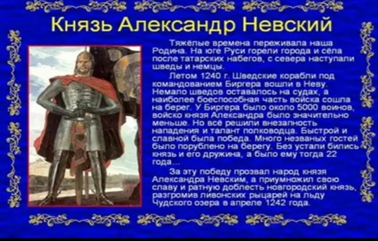 Князь Александр Невский
Тяжёлые времена переживала наша
Родина. На юге Руси горели города и сёла
после татарских набегов, с севера наступали
шведы и немцы.
Летом 1240 г. Шведские корабли под
командованием Биргера вошли в Неву.
Немало шведов оставалось на судах, а
наиболее боеспособная часть войска сошла
на берег. У Биргера было около 5000 воинов,
войско князя Александра было значительно
меньше. Но всё решили внезапность
нападения и талант полководца. Быстрой и
славной была победа. Много незваных гостей
было порублено на берегу. Без устали бились
князь и его дружина, а было ему тогда 22
года...
За эту победу прозвал народ князя
Александра Невским, а приумножил свою
славу и ратную доблесть новгородский князь,
разгромив ливонских рыцарей на льду
Чудского озера в апреле 1242 года.